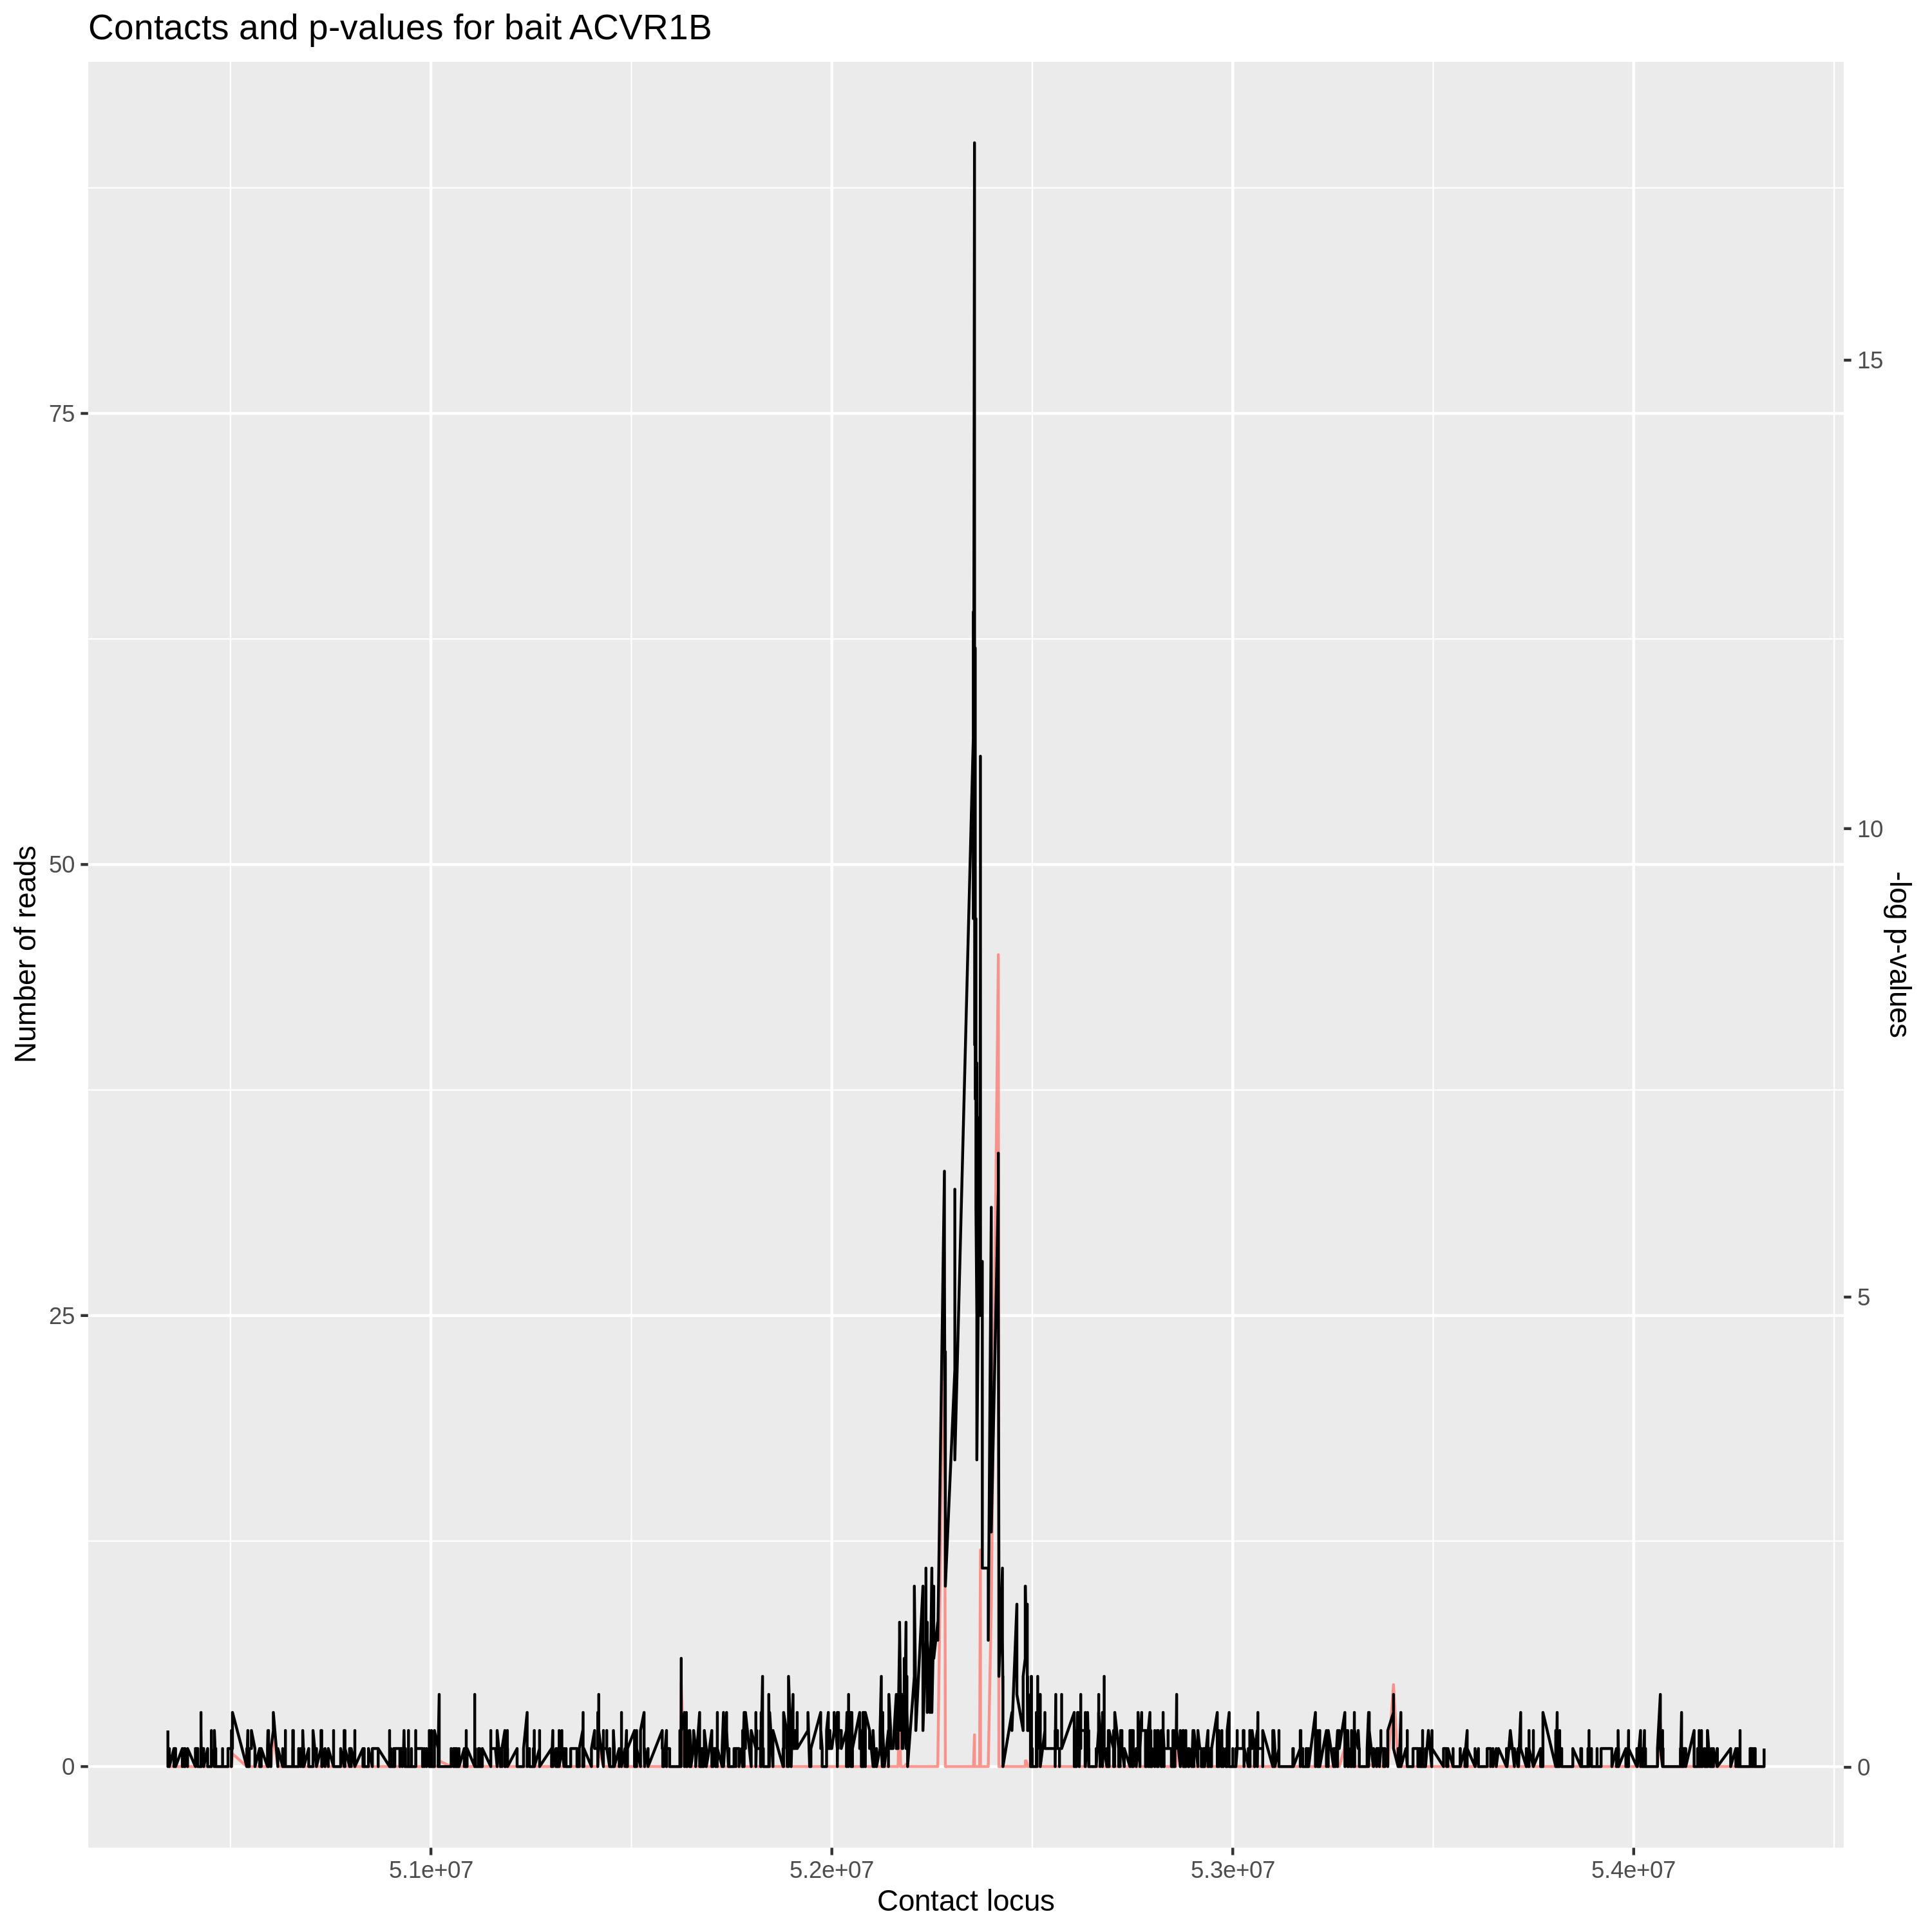 Contacts and p-values for bait ACVR1B
Number of reads
75
50
25
0
15
10
5
0
-log p-values
5.1e+07 5.2e+07 5.3e+07 5.4e+07
Contact locus